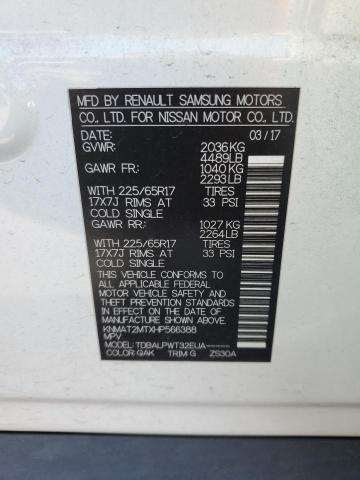 MFD BY RENAULT SAMSUNG MOTORS
CO., LTD. FOR NISSAN MOTOR CO., LTD.
DATE: 03/17
GVWR: 2036KG
4489LB
GAWR FR: 1040KG
2293LB
WITH 225/65R17 TIRES
17X7J RIMS AT 33 PSI
COLD SINGLE
GAWR RR: 1027KG
2264LB
WITH 225/65R17 TIRES
17X7J RIMS AT 33 PSI
COLD SINGLE
THIS VEHICLE CONFORMS TO ALL
APPLICABLE FEDERAL
MOTOR VEHICLE SAFETY, BUMPER, AND
THEFT PREVENTION STANDARDS IN
EFFECT ON THE DATE OF
MANUFACTURE SHOWN ABOVE.
KNMAT2MTXHP566388
MPV
MODEL: TDBALPWT32EUA-----
COLOR: QAK TRIM: G ZS30A